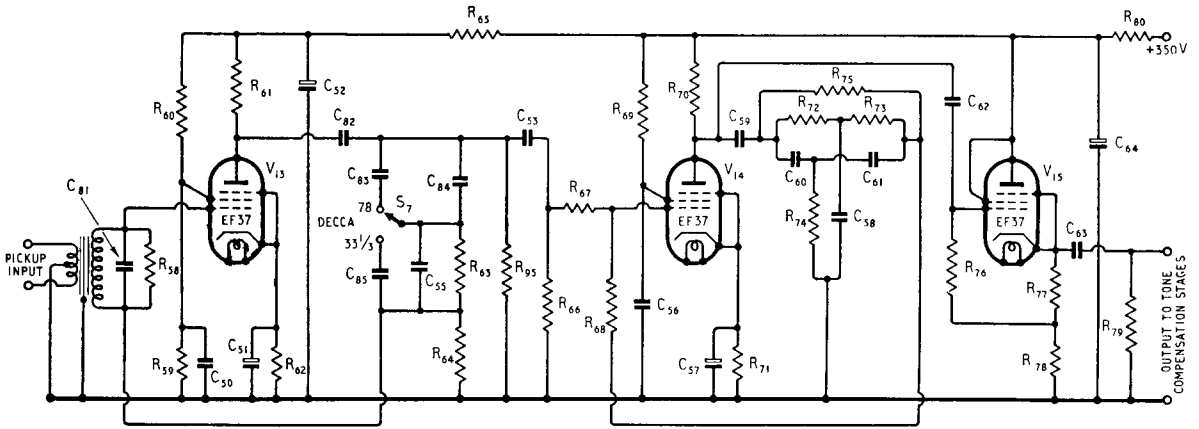 R65
R80
+350V
R61
C52
R60
R69
R70
R75
R72
R73
C62
C82
C53
C59
C64
V13
V14
V15
C81
C83
C84
C60
C61
R67
78
S7
DECCA
33 1/3
EF37
EF37
EF37
R74
C58
C63
PICKUP
INPUT
R58
C85
C55
R63
R95
R76
R77
R66
R68
C56
R79
R59
C50
C51
R62
R64
C57
R71
R78
OUTPUT TO TONE
COMPENSATION STAGES